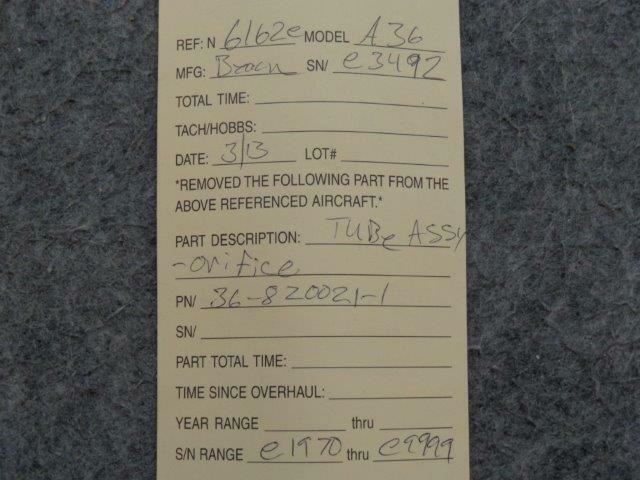 REF: N 6162e MODEL A36
MFG: Beech SN/ e3492
TOTAL TIME:
TACH/HOBBS:
DATE: 3/13 LOT#
*REMOVED THE FOLLOWING PART FROM THE
ABOVE REFERENCED AIRCRAFT.*
PART DESCRIPTION: TUBe ASSY
-orifice
PN/ 36-820021-1
SN/
PART TOTAL TIME:
TIME SINCE OVERHAUL:
YEAR RANGE thru
S/N RANGE e1970 thru e9999